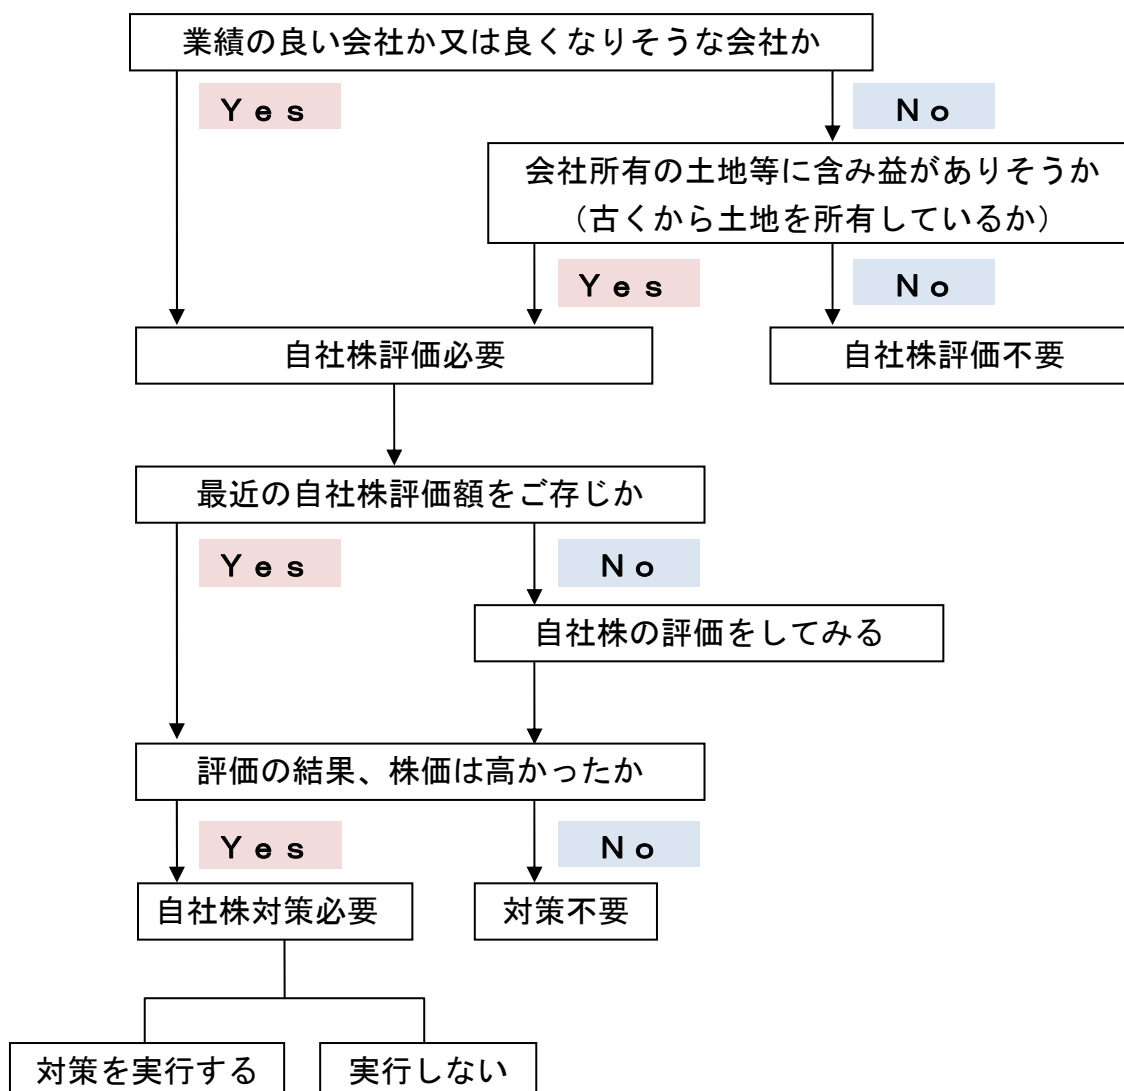 業績の良い会社か又は良くなりそうな会社か
Ｙｅｓ
Ｎｏ
会社所有の土地等に含み益がありそうか
（古くから土地を所有しているか）
Ｙｅｓ
Ｎｏ
自社株評価必要
自社株評価不要
最近の自社株評価額をご存じか
Ｙｅｓ
Ｎｏ
自社株の評価をしてみる
評価の結果、株価は高かったか
Ｙｅｓ
Ｎｏ
自社株対策必要
対策不要
対策を実行する
実行しない